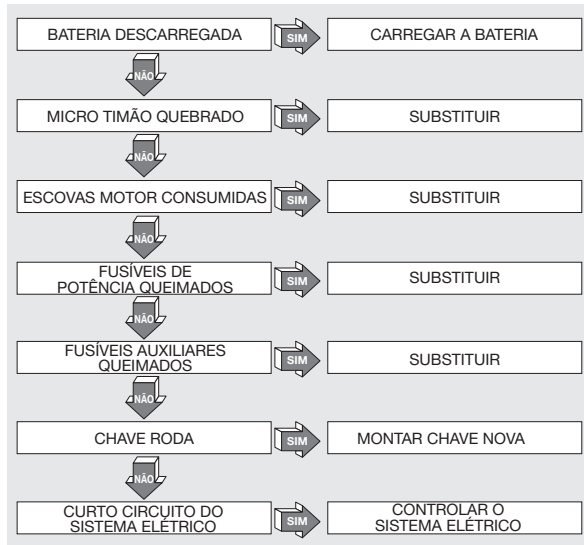 BATERIA DESCARREGADA
SIM
CARREGAR A BATERIA
NÃO
MICRO TIMÃO QUEBRADO
SIM
SUBSTITUIR
NÃO
ESCOVAS MOTOR CONSUMIDAS
SIM
SUBSTITUIR
NÃO
FUSÍVEIS DE
POTÊNCIA QUEIMADOS
SIM
SUBSTITUIR
NÃO
FUSÍVEIS AUXILIARES
QUEIMADOS
SIM
SUBSTITUIR
NÃO
CHAVE RODA
SIM
MONTAR CHAVE NOVA
NÃO
CURTO CIRCUITO DO
SISTEMA ELÉTRICO
SIM
CONTROLAR O
SISTEMA ELÉTRICO